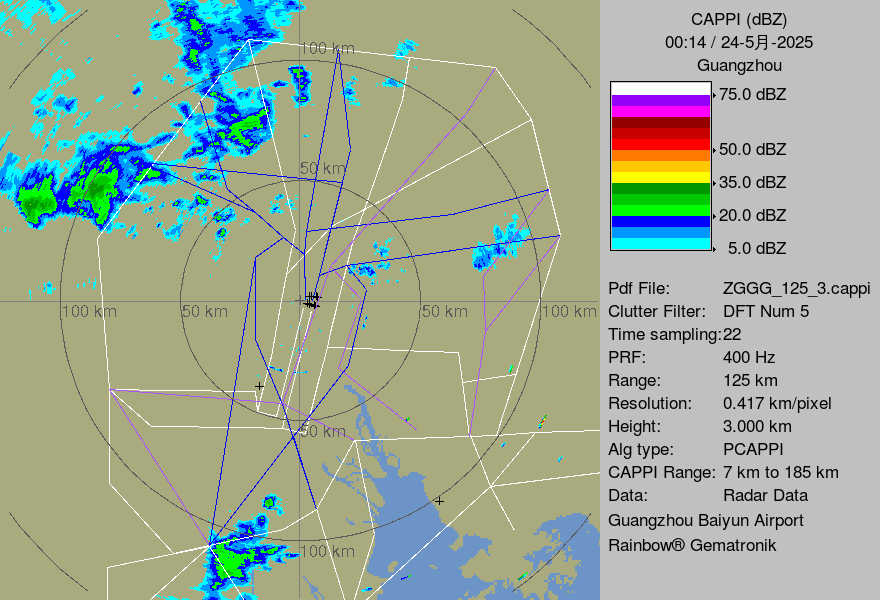 CAPPI (dBZ)
00:14 / 24-5月-2025
Guangzhou
75.0 dBZ
50.0 dBZ
35.0 dBZ
20.0 dBZ
5.0 dBZ
Pdf File: ZGGG_125_3.cappi
Clutter Filter: DFT Num 5
Time sampling:22
PRF: 400 Hz
Range: 125 km
Resolution: 0.417 km/pixel
Height: 3.000 km
Alg type: PCAPPI
CAPPI Range: 7 km to 185 km
Data: Radar Data
Guangzhou Baiyun Airport
Rainbow® Gematronik
100 km
50 km
100 km
50 km
50 km
100 km
50 km
100 km